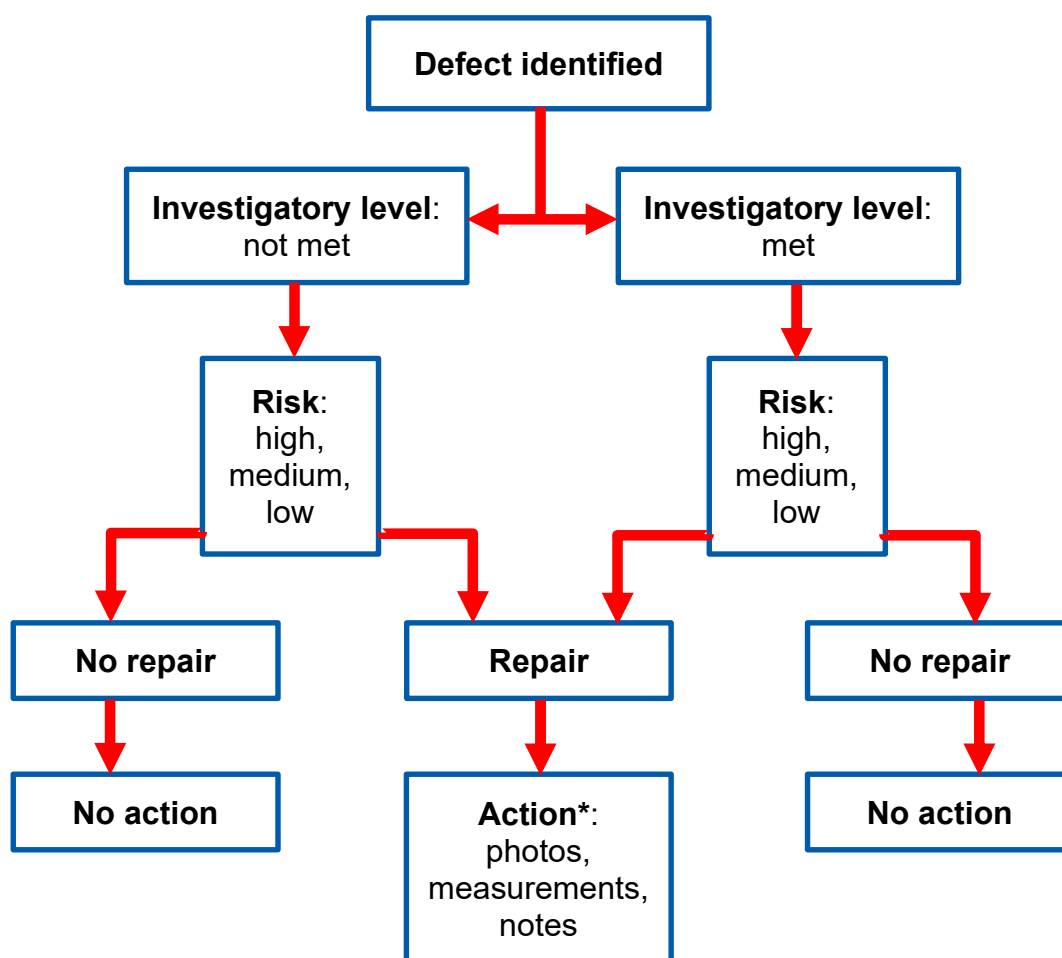 Defect identified
Investigatory level:
not met
Investigatory level:
met
Risk:
high,
medium,
low
Risk:
high,
medium,
low
No repair
Repair
No repair
No action
Action*:
photos,
measurements,
notes
No action